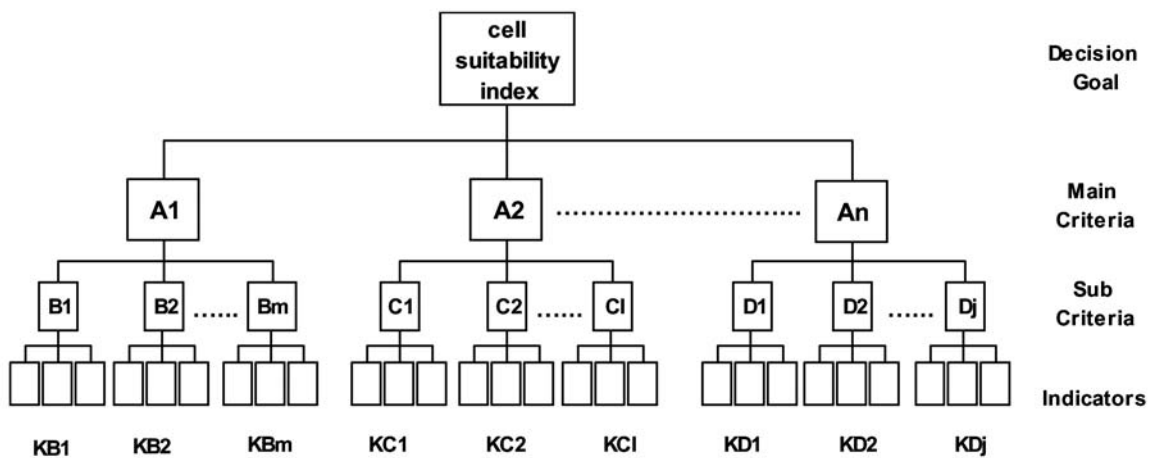 cell
suitability
index
Decision
Goal
A1
A2
An
Main
Criteria
B1
B2
Bm
C1
C2
Cl
D1
D2
Dj
Sub
Criteria
Indicators
KB1
KB2
KBm
KC1
KC2
KCl
KD1
KD2
KDj